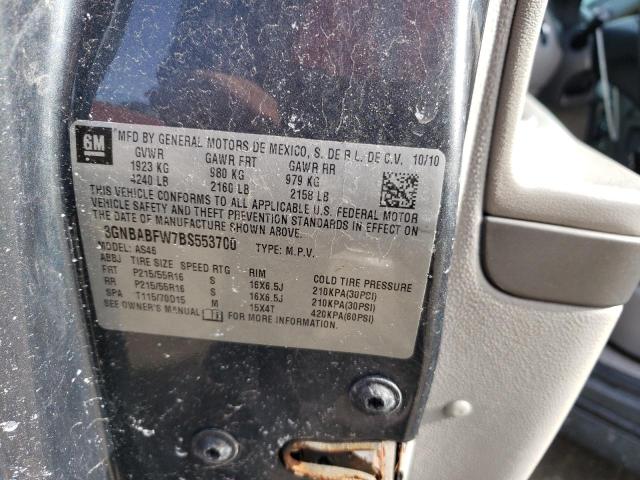 GM MFD BY GENERAL MOTORS DE MEXICO, S. DE R.L. DE C.V. 10/10
GVWR GAWR FRT GAWR RR
1923 KG 980 KG 979 KG
4240 LB 2160 LB 2158 LB
THIS VEHICLE CONFORMS TO ALL APPLICABLE U.S. FEDERAL MOTOR
VEHICLE SAFETY AND THEFT PREVENTION STANDARDS IN EFFECT ON
THE DATE OF MANUFACTURE SHOWN ABOVE.
3GNBABFW7BS553700 TYPE: M.P.V.
MODEL: AS46
ABBJ TIRE SIZE SPEED RTG RIM COLD TIRE PRESSURE
FRT P215/55R16 S 16X6.5J 210KPA(30PCI)
RR P215/55R16 S 16X6.5J 210KPA(30PSI)
SPA T115/70D15 M 15X4T 420KPA(60PSI)
SEE OWNER'S MANUAL FOR MORE INFORMATION.